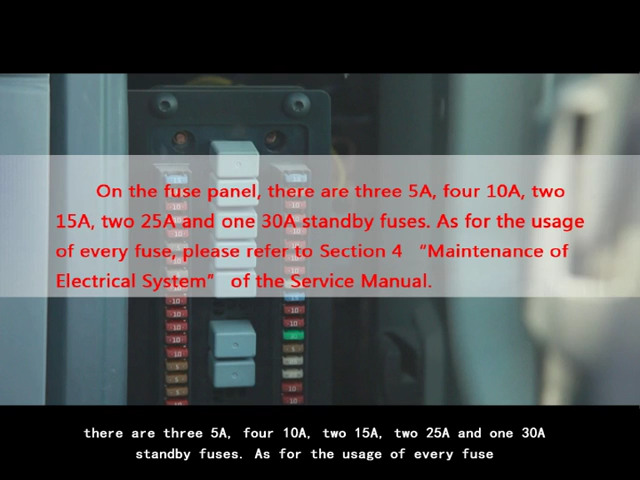 On the fuse panel, there are three 5A, four 10A, two
15A, two 25A and one 30A standby fuses. As for the usage
of every fuse, please refer to Section 4 “Maintenance of
Electrical System” of the Service Manual.
there are three 5A, four 10A, two 15A, two 25A and one 30A
standby fuses. As for the usage of every fuse